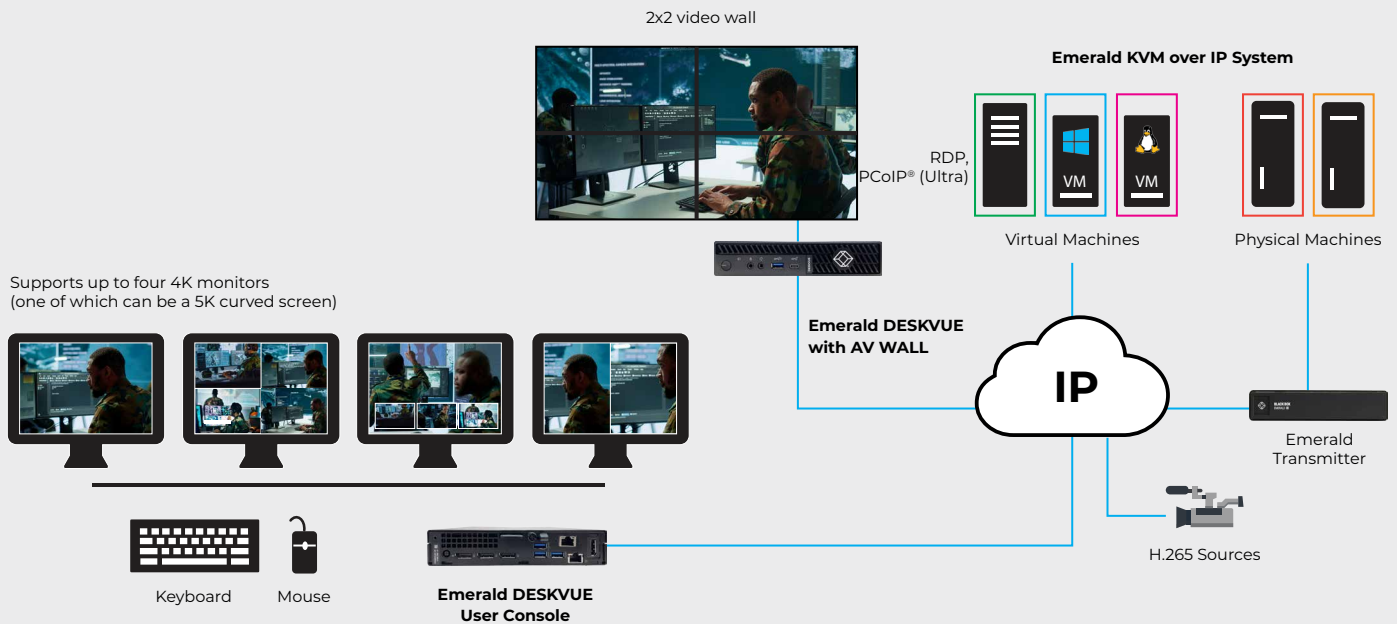 2x2 video wall
Emerald KVM over IP System
RDP,
PCoIP® (Ultra)
VM
VM
Virtual Machines
Physical Machines
Supports up to four 4K monitors
(one of which can be a 5K curved screen)
Emerald DESKVUE
with AV WALL
IP
Emerald
Transmitter
H.265 Sources
Keyboard
Mouse
Emerald DESKVUE
User Console